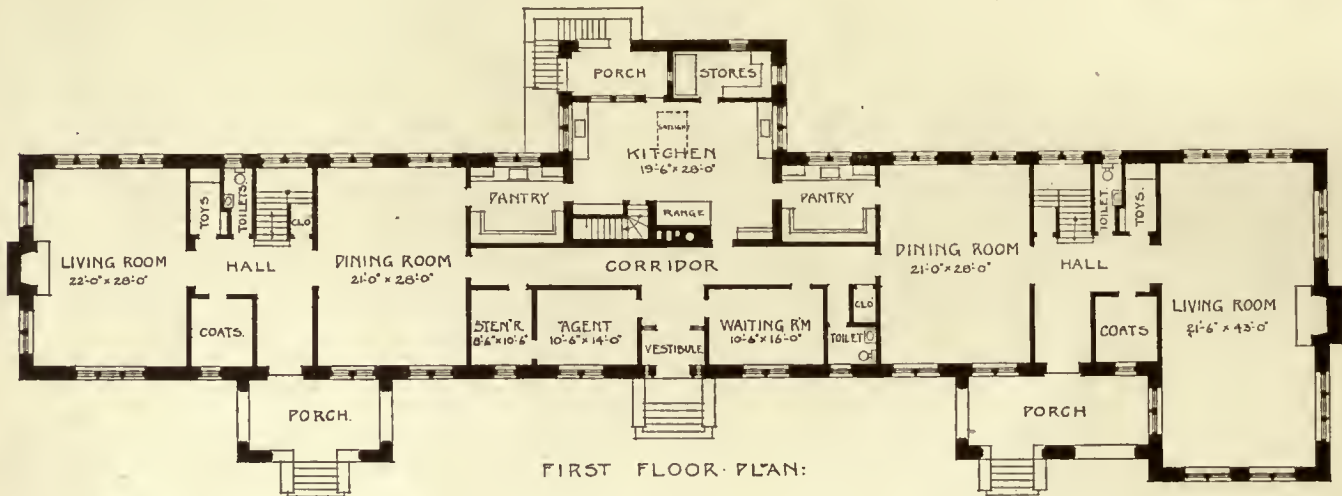 PORCH
STORES
SKYLIGHT
KITCHEN
19'-6" x 28'-0"
PANTRY
RANGE
PANTRY
TOYS.
TOILETS.
CLO.
LIVING ROOM
22'-0" x 28'-0"
HALL
DINING ROOM
21'-0" x 28'-0"
CORRIDOR
DINING ROOM
21'-0" x 28'-0"
HALL
TOILET.
TOYS.
LIVING ROOM
21'-6" x 43'-0"
COATS.
STEN'R
8'-6" x 10'-6"
AGENT
10'-6" x 14'-0"
VESTIBULE
WAITING R'M
10'-6" x 16'-0"
CLO
TOILET
COATS
PORCH.
PORCH
FIRST FLOOR PLAN: